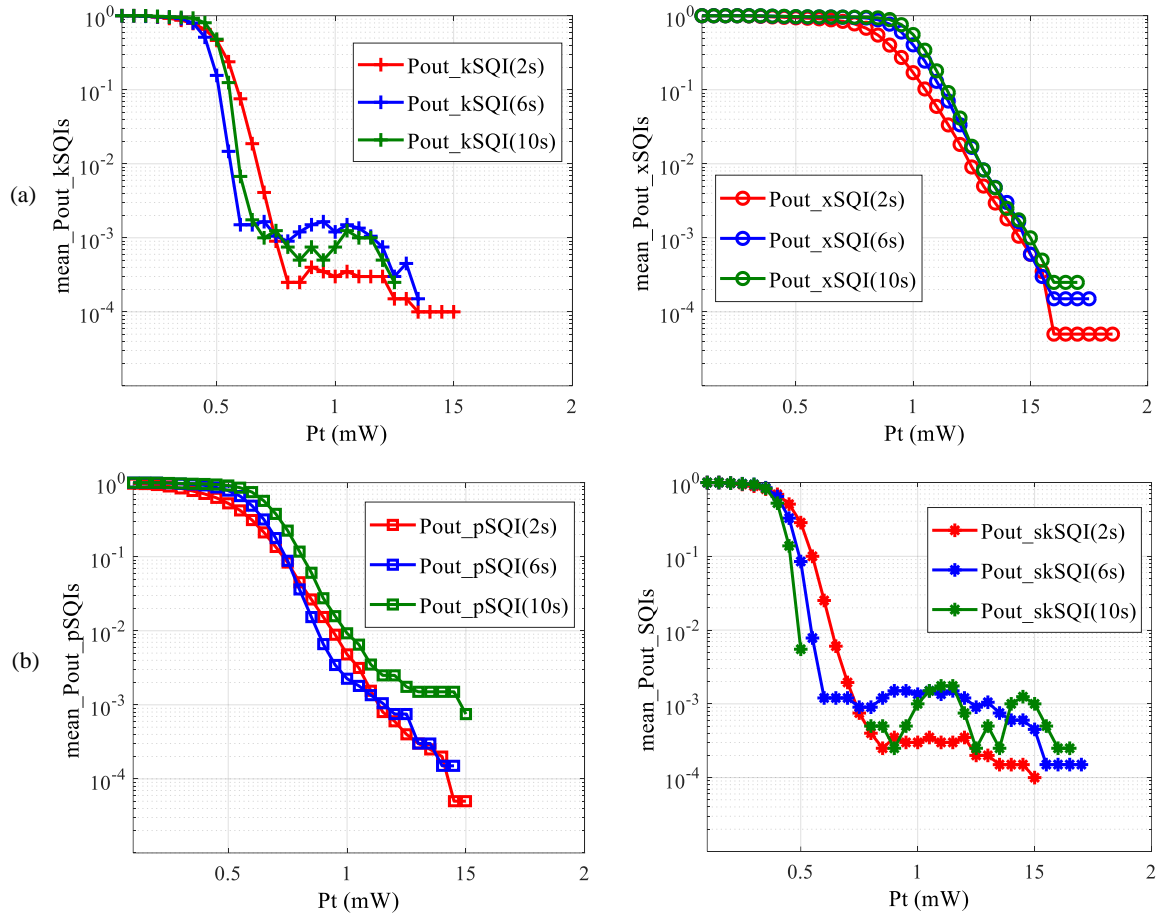 (a)
mean_Pout_kSQIs
10^0
10^-1
10^-2
10^-3
10^-4
0.5
1
15
2
Pt (mW)
Pout_kSQI(2s)
Pout_kSQI(6s)
Pout_kSQI(10s)
mean_Pout_xSQIs
10^0
10^-1
10^-2
10^-3
10^-4
0.5
1
15
2
Pt (mW)
Pout_xSQI(2s)
Pout_xSQI(6s)
Pout_xSQI(10s)
(b)
mean_Pout_pSQIs
10^0
10^-1
10^-2
10^-3
10^-4
0.5
1
15
2
Pt (mW)
Pout_pSQI(2s)
Pout_pSQI(6s)
Pout_pSQI(10s)
mean_Pout_SQIs
10^0
10^-1
10^-2
10^-3
10^-4
0.5
1
15
2
Pt (mW)
Pout_skSQI(2s)
Pout_skSQI(6s)
Pout_skSQI(10s)